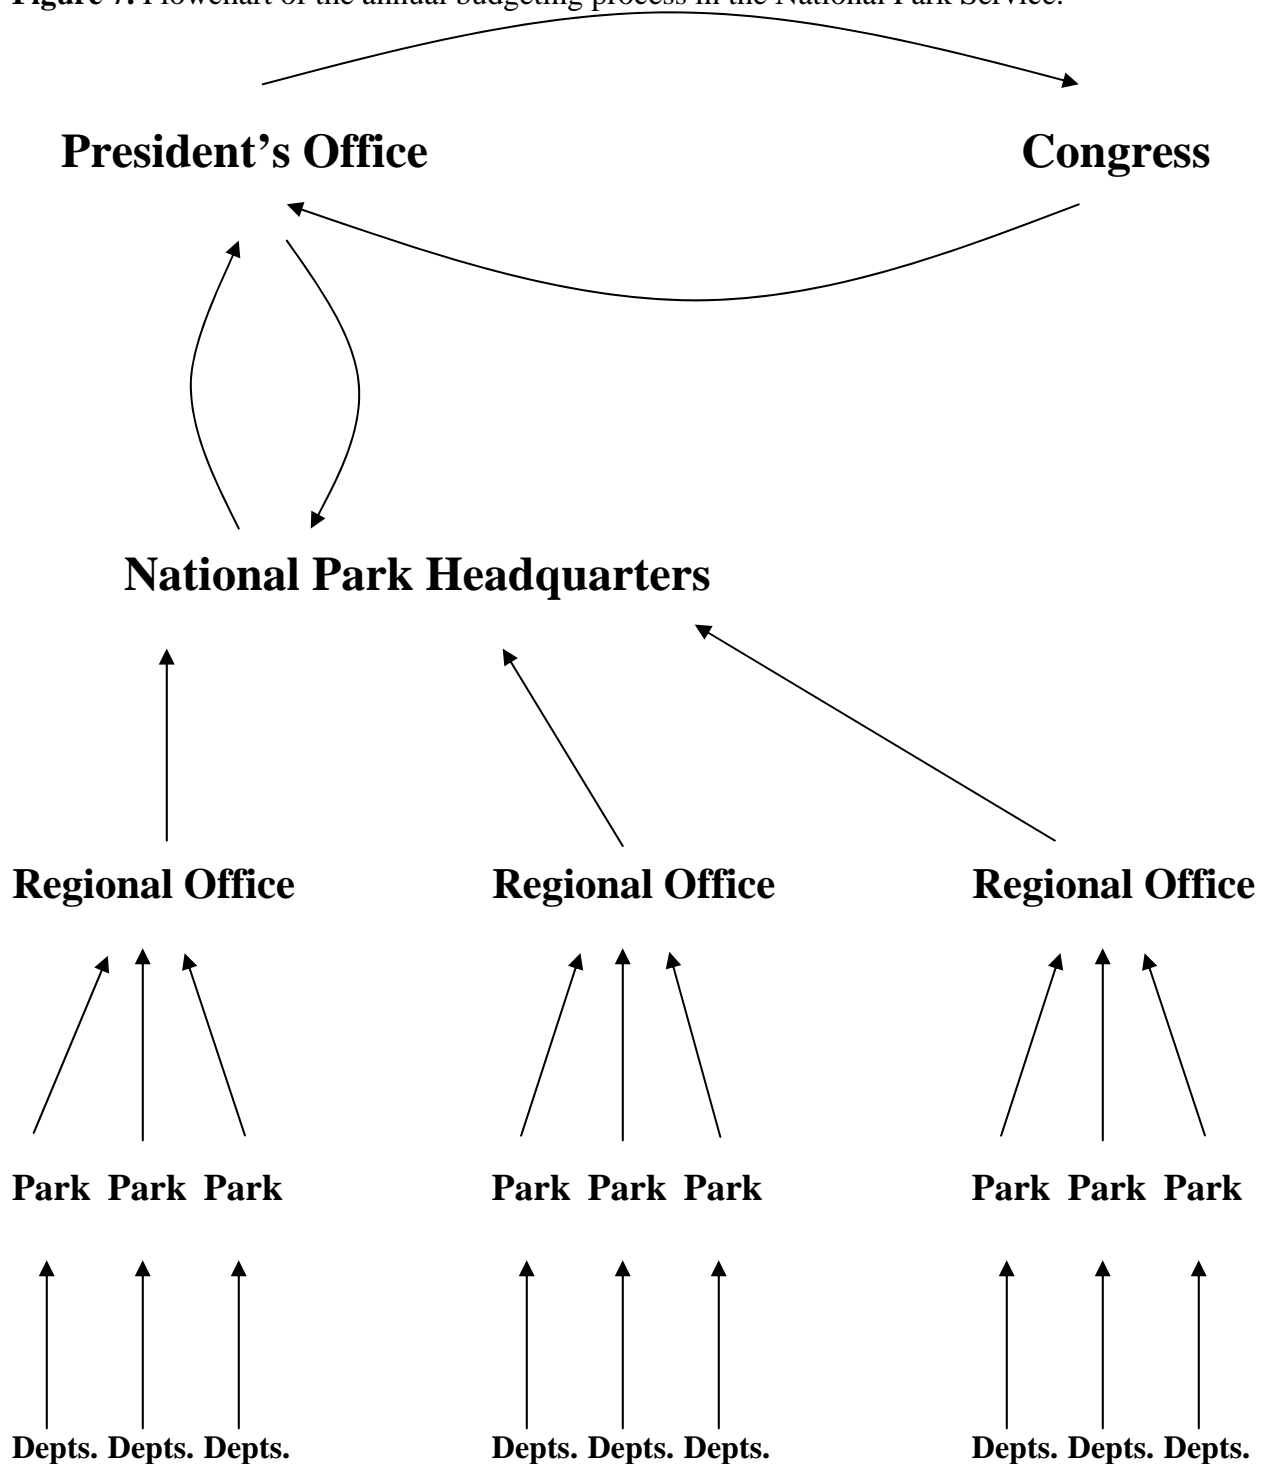 Figure 7. Flowchart of the annual budgeting process in the National Park Service.
President’s Office Congress
National Park Headquarters
Regional Office Regional Office Regional Office
Park Park Park Park Park Park Park Park Park
Depts. Depts. Depts. Depts. Depts. Depts. Depts. Depts. Depts.